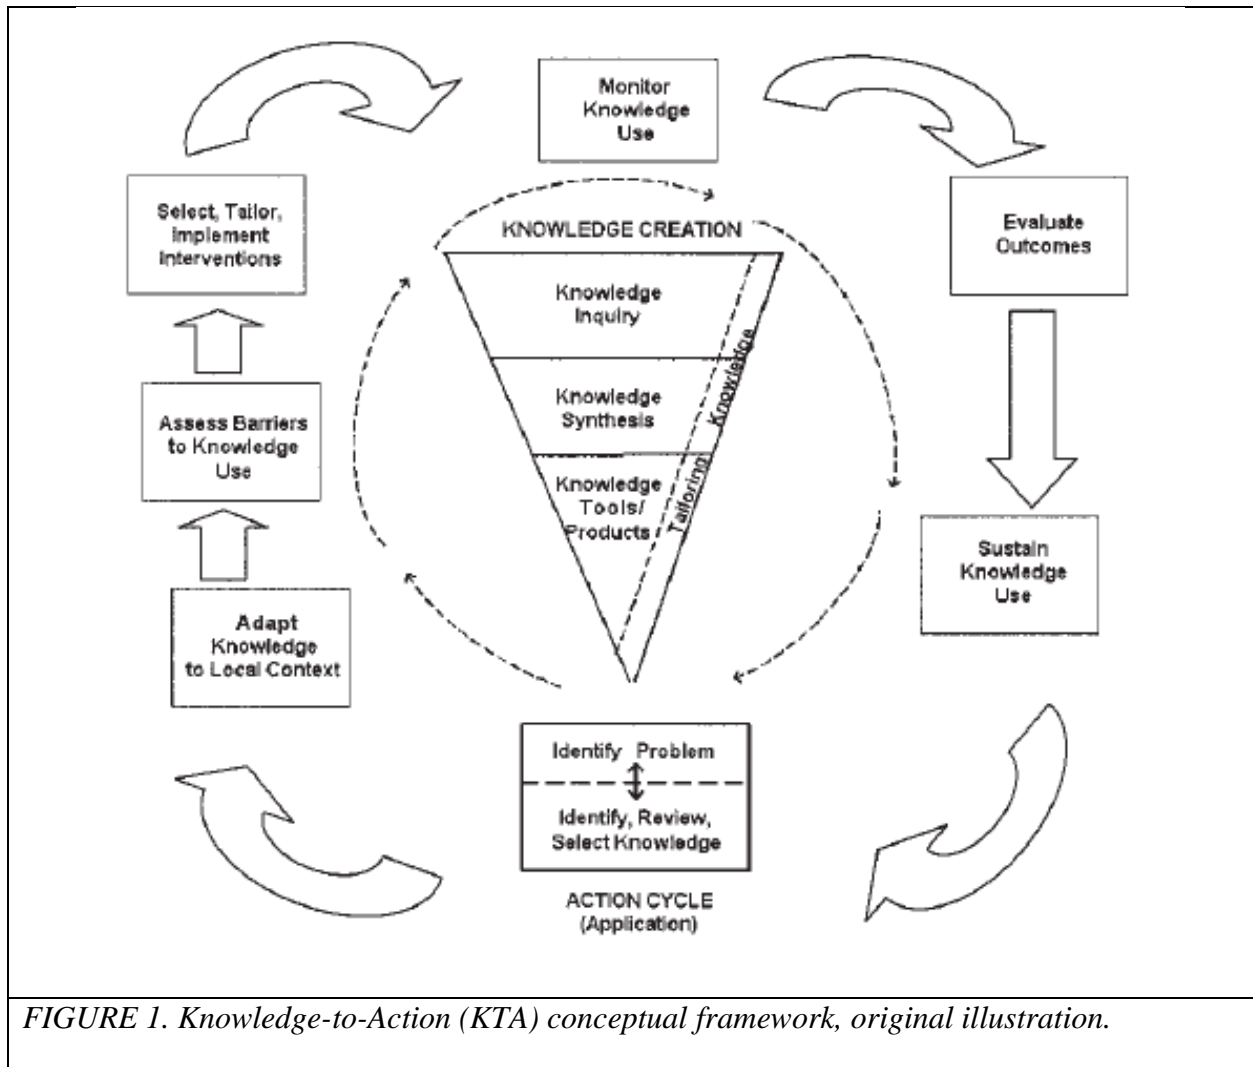 Monitor
Knowledge
Use
Select, Tailor,
Implement
Interventions
Evaluate
Outcomes
KNOWLEDGE CREATION
Knowledge
Inquiry
Knowledge
Synthesis
Knowledge
Tools/
Products
Tailoring Knowledge
Assess Barriers
to Knowledge
Use
Adapt
Knowledge
to Local Context
Sustain
Knowledge
Use
Identify Problem
Identify, Review,
Select Knowledge
ACTION CYCLE
(Application)
FIGURE 1. Knowledge-to-Action (KTA) conceptual framework, original illustration.